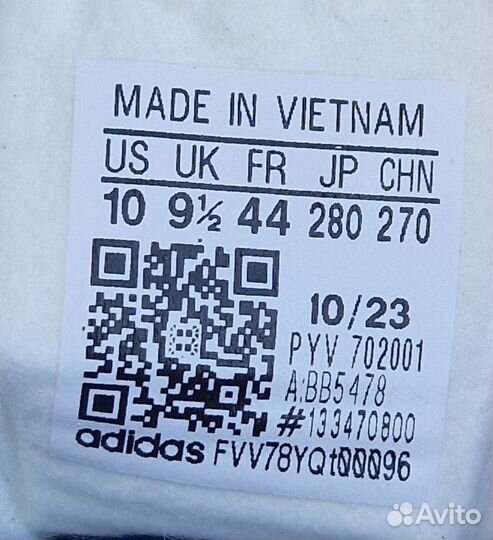 MADE IN VIETNAM
US UK FR JP CHN
10 9½ 44 280 270
10/23
PYV 702001
A:BB5478
#133470800
adidas FVV78YQt00096
Avito